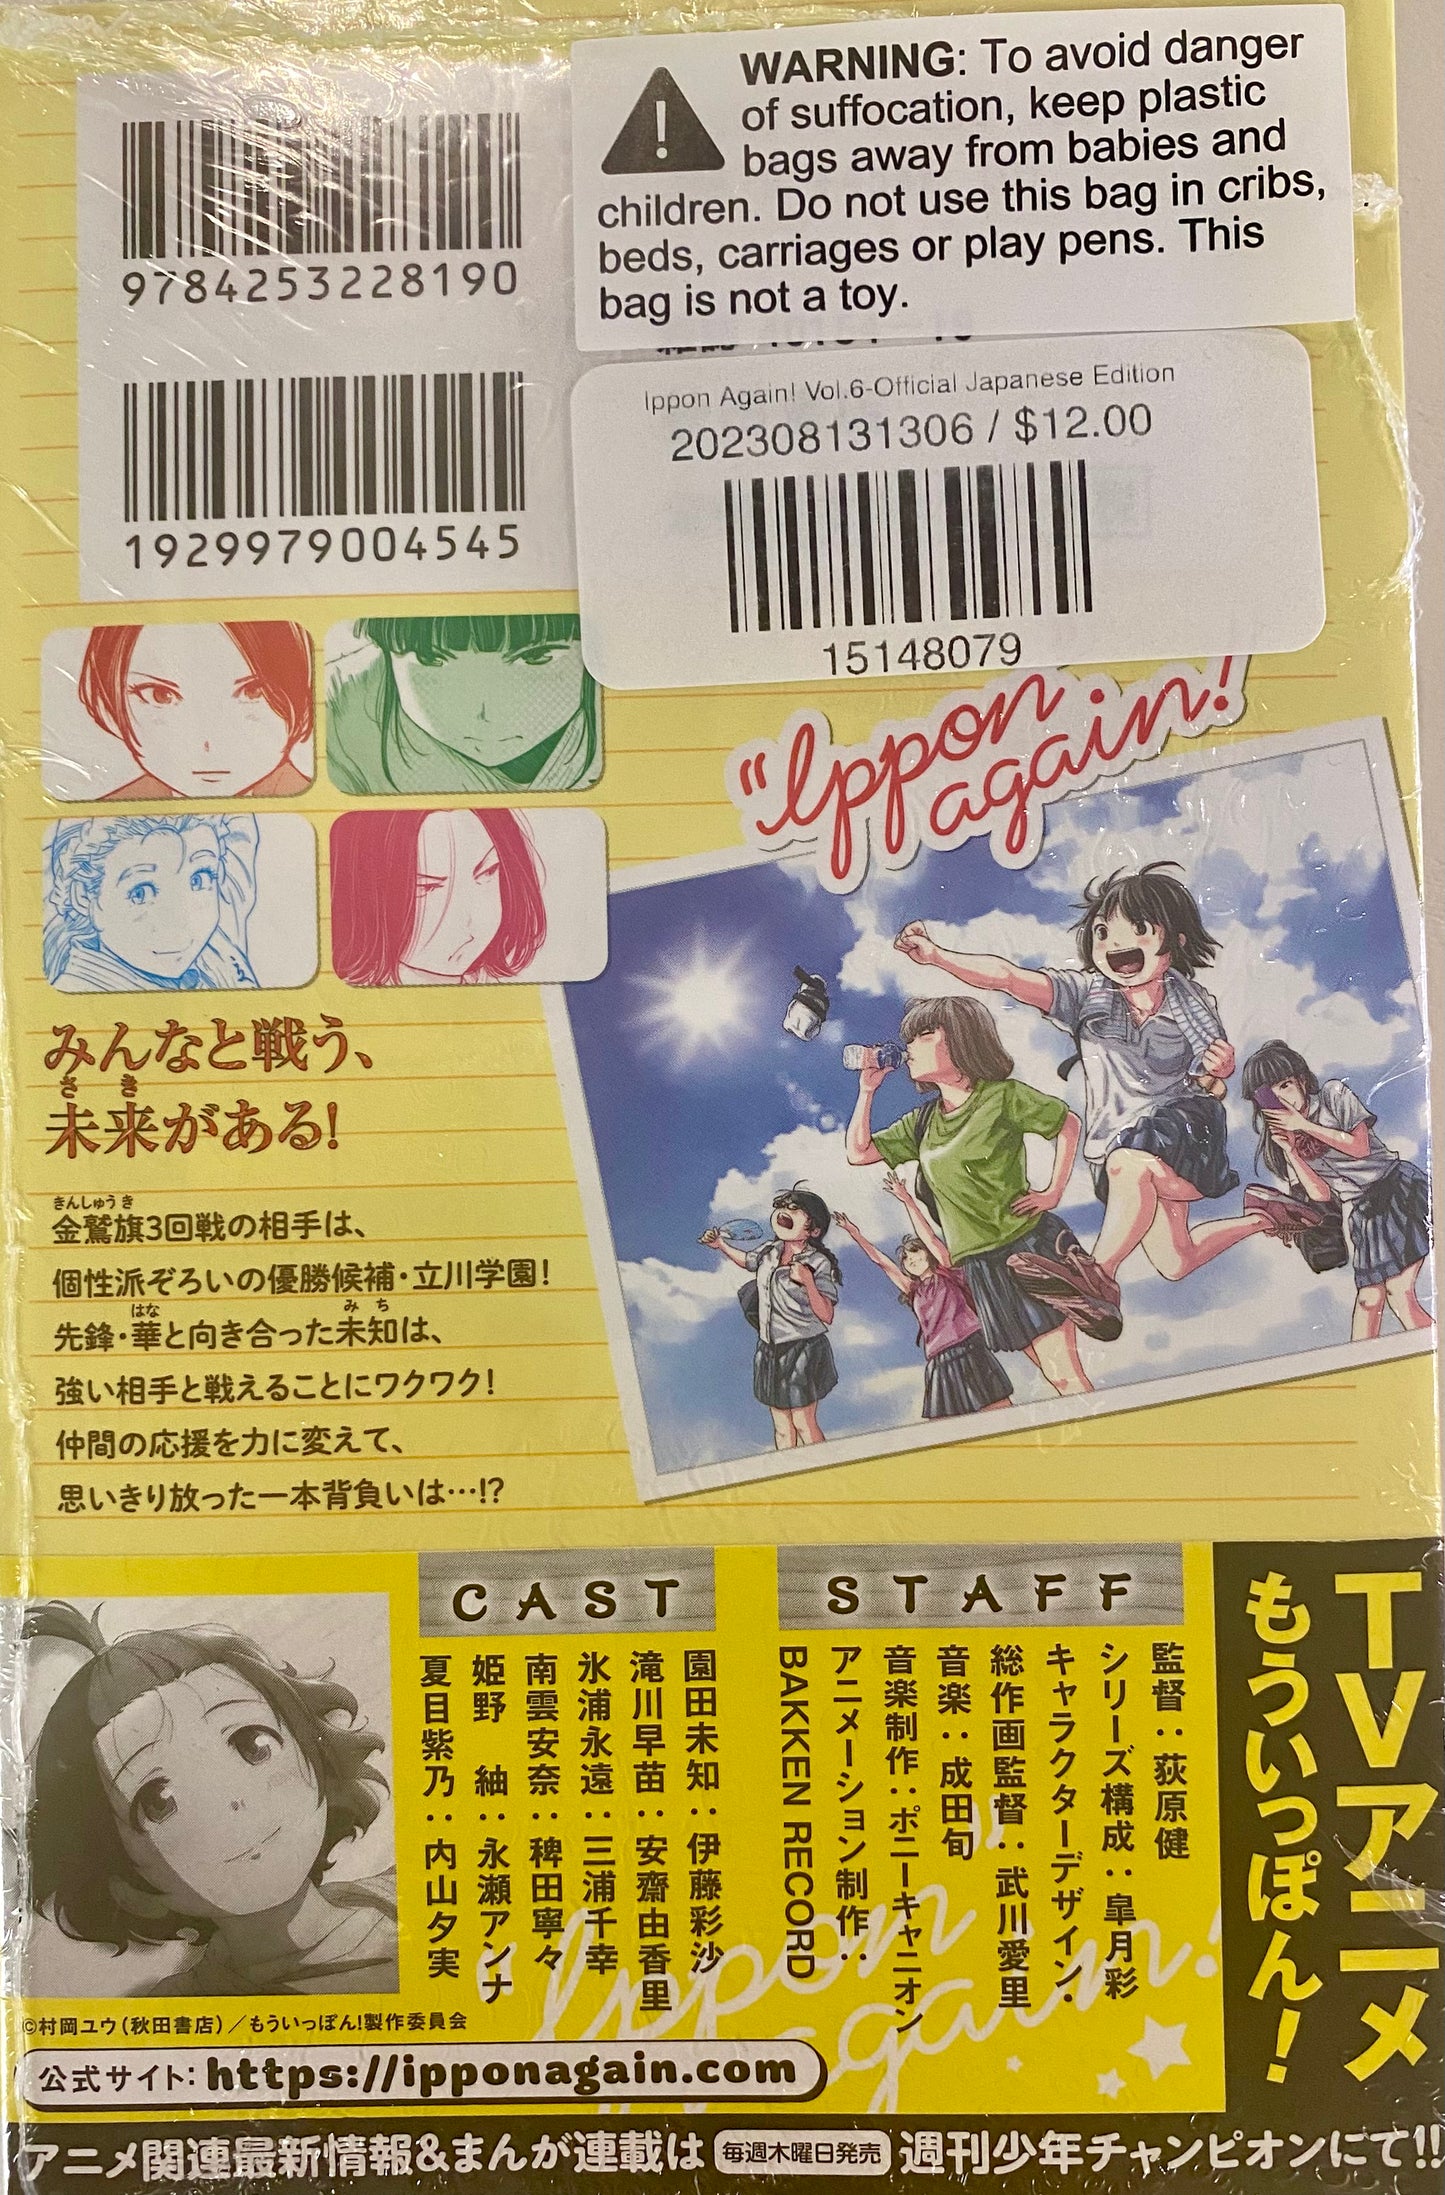 9784253228190
1929979004545
WARNING: To avoid danger
of suffocation, keep plastic
bags away from babies and
children. Do not use this bag in cribs,
beds, carriages or play pens. This
bag is not a toy.
Ippon Again! Vol.6-Official Japanese Edition
202308131306 / $12.00
15148079
"Ippon
again!
みんなと戦う、
さき
未来がある!
きんしゅうき
金鷲旗3回戦の相手は、
個性派ぞろいの優勝候補・立川学園!
はな みち
先鋒・華と向き合った未知は、
強い相手と戦えることにワクワク!
仲間の応援を力に変えて、
思いきり放った一本背負いは…!?
TVアニメ
もういっぽん!
STAFF
監督:荻原健
シリーズ構成:皐月彩
キャラクターデザイン・
総作画監督:武川愛里
音楽:成田旬
音楽制作:ポニーキャニオン
アニメーション制作:
BAKKEN RECORD
CAST
園田未知:伊藤彩沙
滝川早苗:安齋由香里
氷浦永遠:三浦千幸
南雲安奈:稗田寧々
姫野 紬:永瀬アンナ
夏目紫乃:内山夕実
"Ippon
again!
©村岡ユウ(秋田書店)/もういっぽん!製作委員会
公式サイト:https://ipponagain.com
アニメ関連最新情報&まんが連載は 毎週木曜日発売 週刊少年チャンピオンにて!!